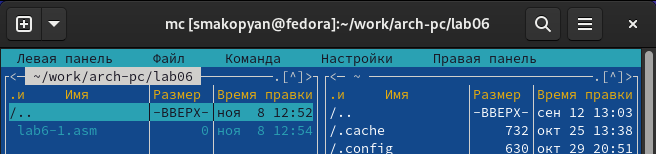 mc [smakopyan@fedora]:~/work/arch-pc/lab06
Левая панель Файл Команда Настройки Правая панель
<— ~/work/arch-pc/lab06 .[^]> <— ~ .[^]>
.и Имя Размер Время правки .и Имя Размер Время правки
/.. -ВВЕРХ- ноя 8 12:52 /.. -ВВЕРХ- сен 12 13:03
lab6-1.asm 0 ноя 8 12:54 /.cache 732 окт 25 13:38
/.config 630 окт 29 20:51